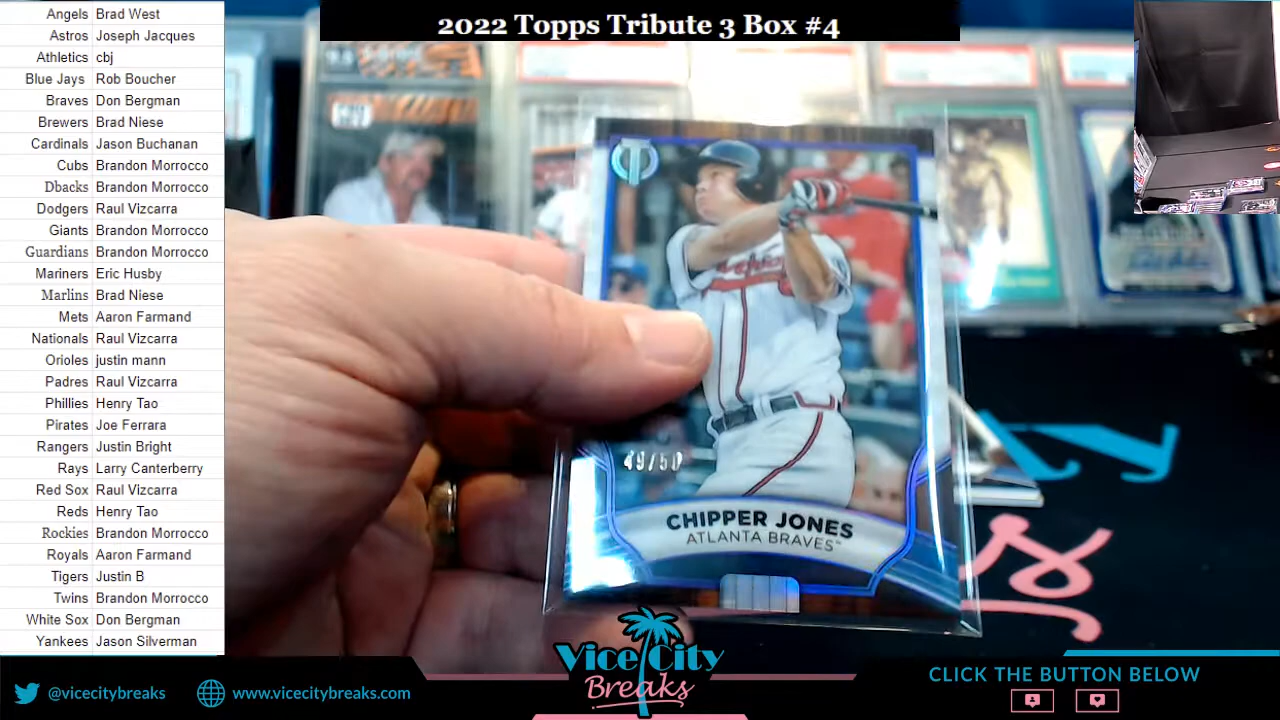 2022 Topps Tribute 3 Box #4
Angels Brad West
Astros Joseph Jacques
Athletics cbj
Blue Jays Rob Boucher
Braves Don Bergman
Brewers Brad Niese
Cardinals Jason Buchanan
Cubs Brandon Morrocco
Dbacks Brandon Morrocco
Dodgers Raul Vizcarra
Giants Brandon Morrocco
Guardians Brandon Morrocco
Mariners Eric Husby
Marlins Brad Niese
Mets Aaron Farmand
Nationals Raul Vizcarra
Orioles justin mann
Padres Raul Vizcarra
Phillies Henry Tao
Pirates Joe Ferrara
Rangers Justin Bright
Rays Larry Canterberry
Red Sox Raul Vizcarra
Reds Henry Tao
Rockies Brandon Morrocco
Royals Aaron Farmand
Tigers Justin B
Twins Brandon Morrocco
White Sox Don Bergman
Yankees Jason Silverman
49/50
CHIPPER JONES
ATLANTA BRAVES™
Vice City
Breaks
@vicecitybreaks
www.vicecitybreaks.com
CLICK THE BUTTON BELOW